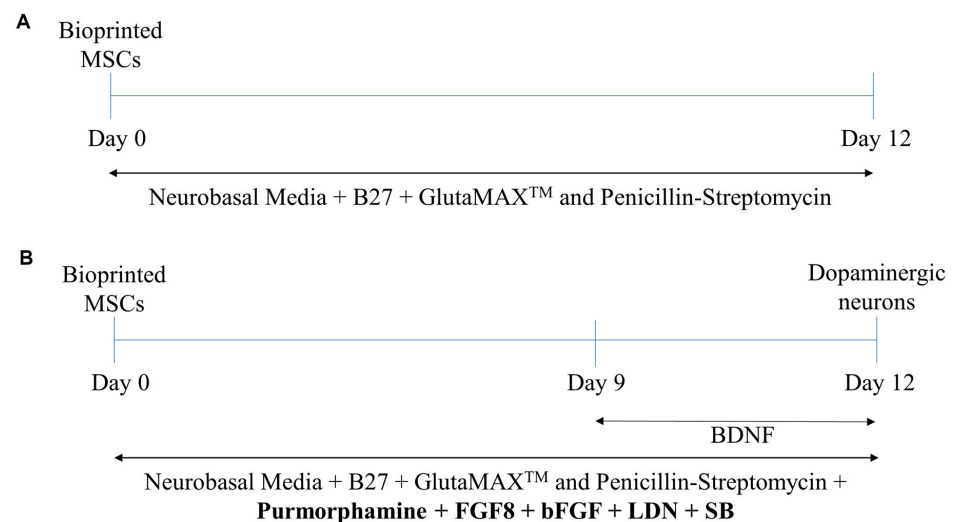 A
Bioprinted
MSCs
Day 0
Day 12
Neurobasal Media + B27 + GlutaMAX™ and Penicillin-Streptomycin
B
Bioprinted
MSCs
Dopaminergic
neurons
Day 0
Day 9
Day 12
BDNF
Neurobasal Media + B27 + GlutaMAX™ and Penicillin-Streptomycin +
Purmorphamine + FGF8 + bFGF + LDN + SB